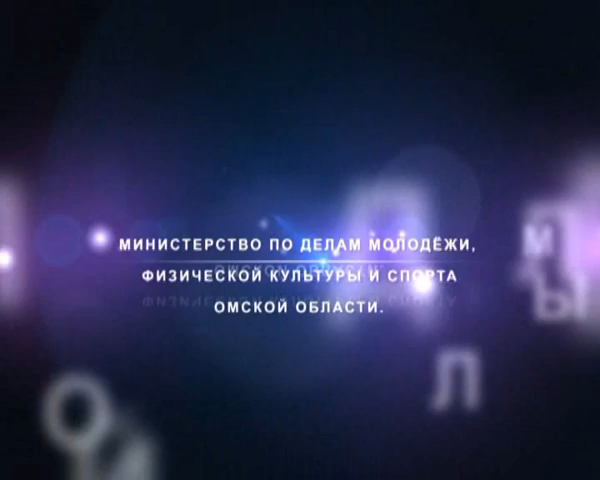 МИНИСТЕРСТВО ПО ДЕЛАМ МОЛОДЁЖИ,
ФИЗИЧЕСКОЙ КУЛЬТУРЫ И СПОРТА
ОМСКОЙ ОБЛАСТИ.